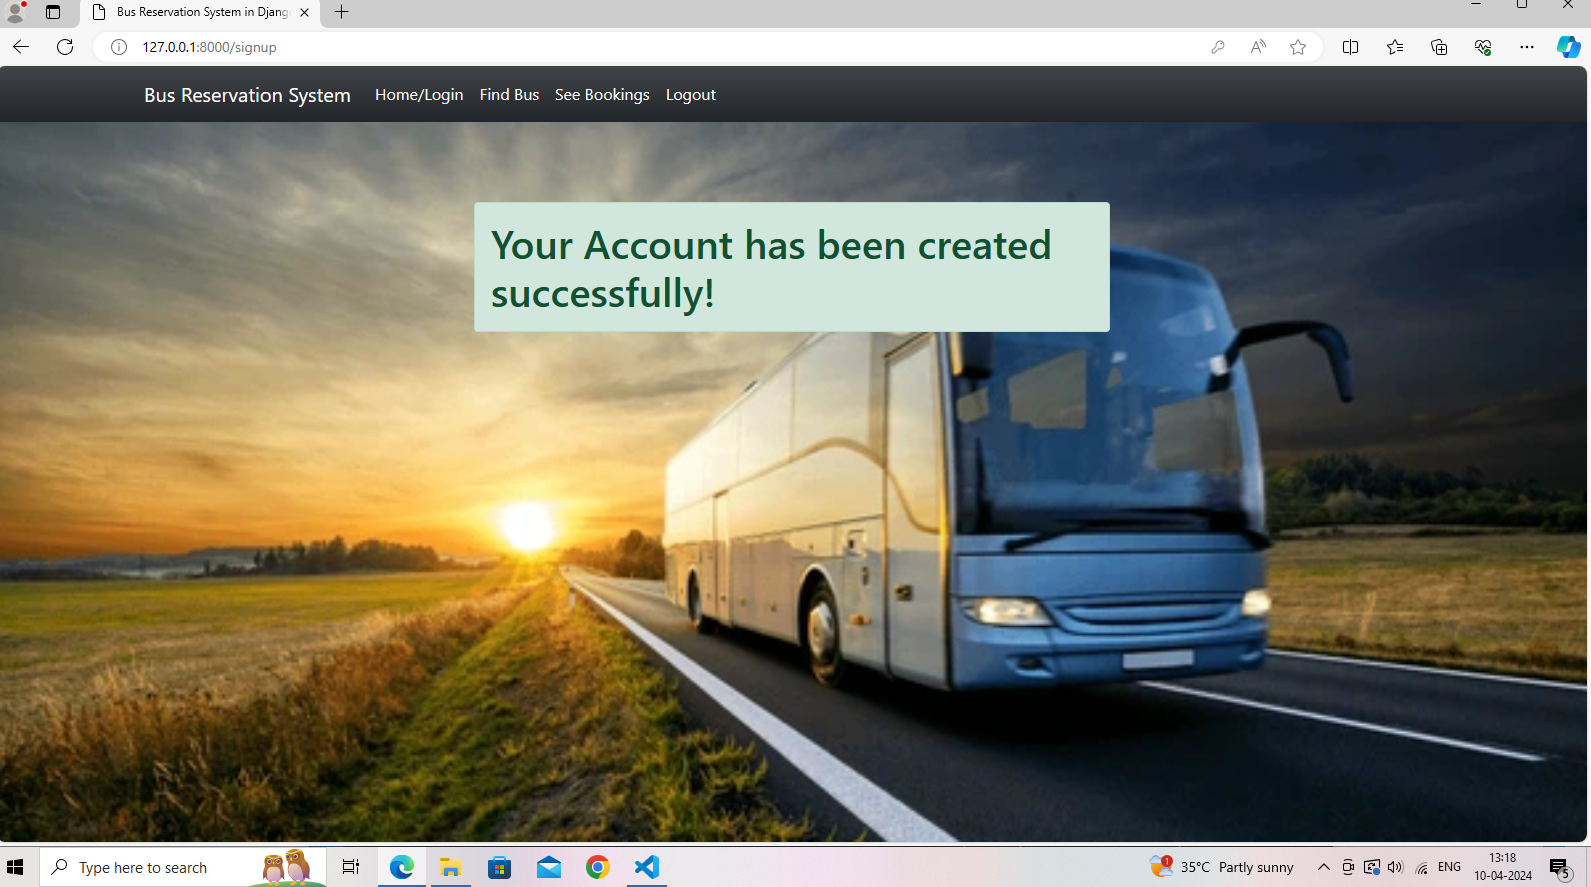 Bus Reservation System in Djang
127.0.0.1:8000/signup
Bus Reservation System Home/Login Find Bus See Bookings Logout
Your Account has been created
successfully!
Type here to search
1
35°C Partly sunny
ENG
13:18
10-04-2024
5